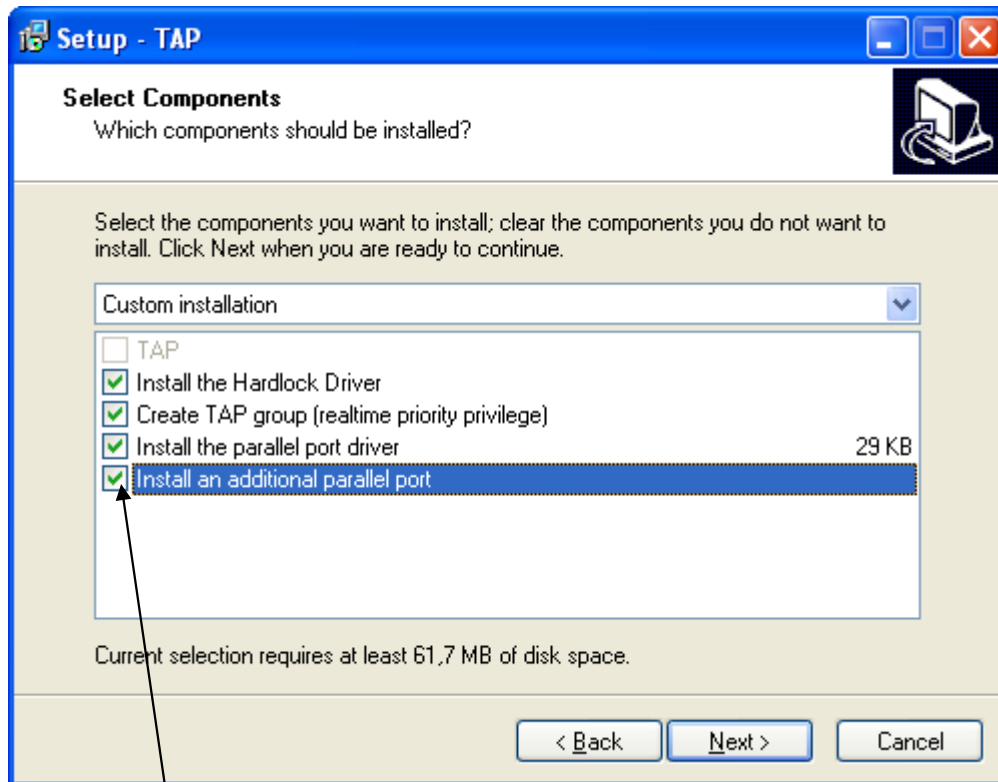 Setup - TAP
Select Components
Which components should be installed?
Select the components you want to install; clear the components you do not want to
install. Click Next when you are ready to continue.
Custom installation
TAP
Install the Hardlock Driver
Create TAP group (realtime priority privilege)
Install the parallel port driver 29 KB
Install an additional parallel port
Current selection requires at least 61,7 MB of disk space.
< Back Next > Cancel